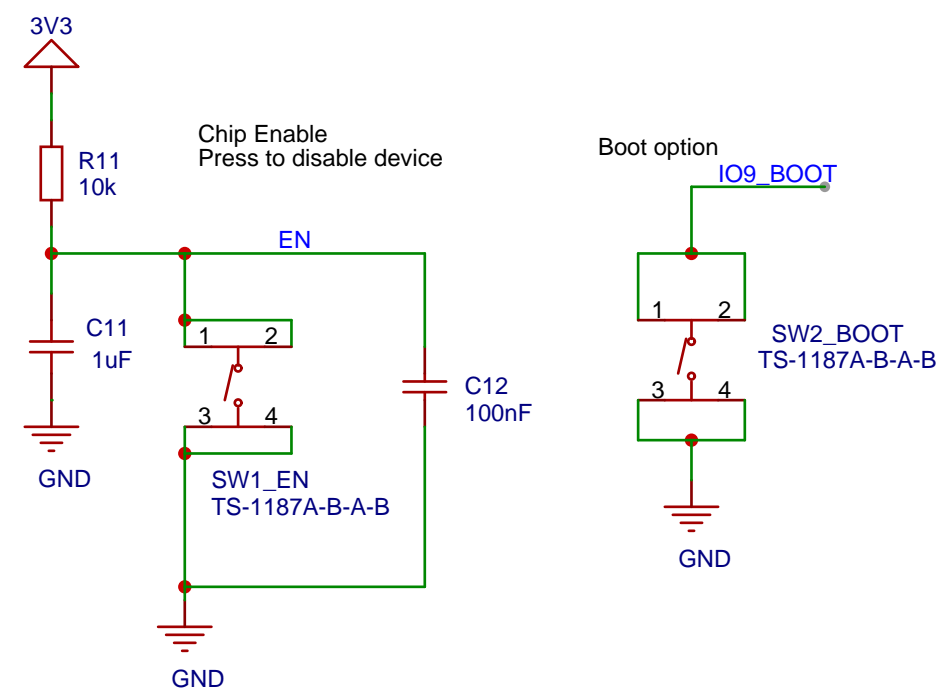 3V3
R11
10k
Chip Enable
Press to disable device
EN
C11
1uF
GND
1 2
3 4
SW1_EN
TS-1187A-B-A-B
C12
100nF
GND
Boot option
IO9_BOOT
1 2
3 4
SW2_BOOT
TS-1187A-B-A-B
GND